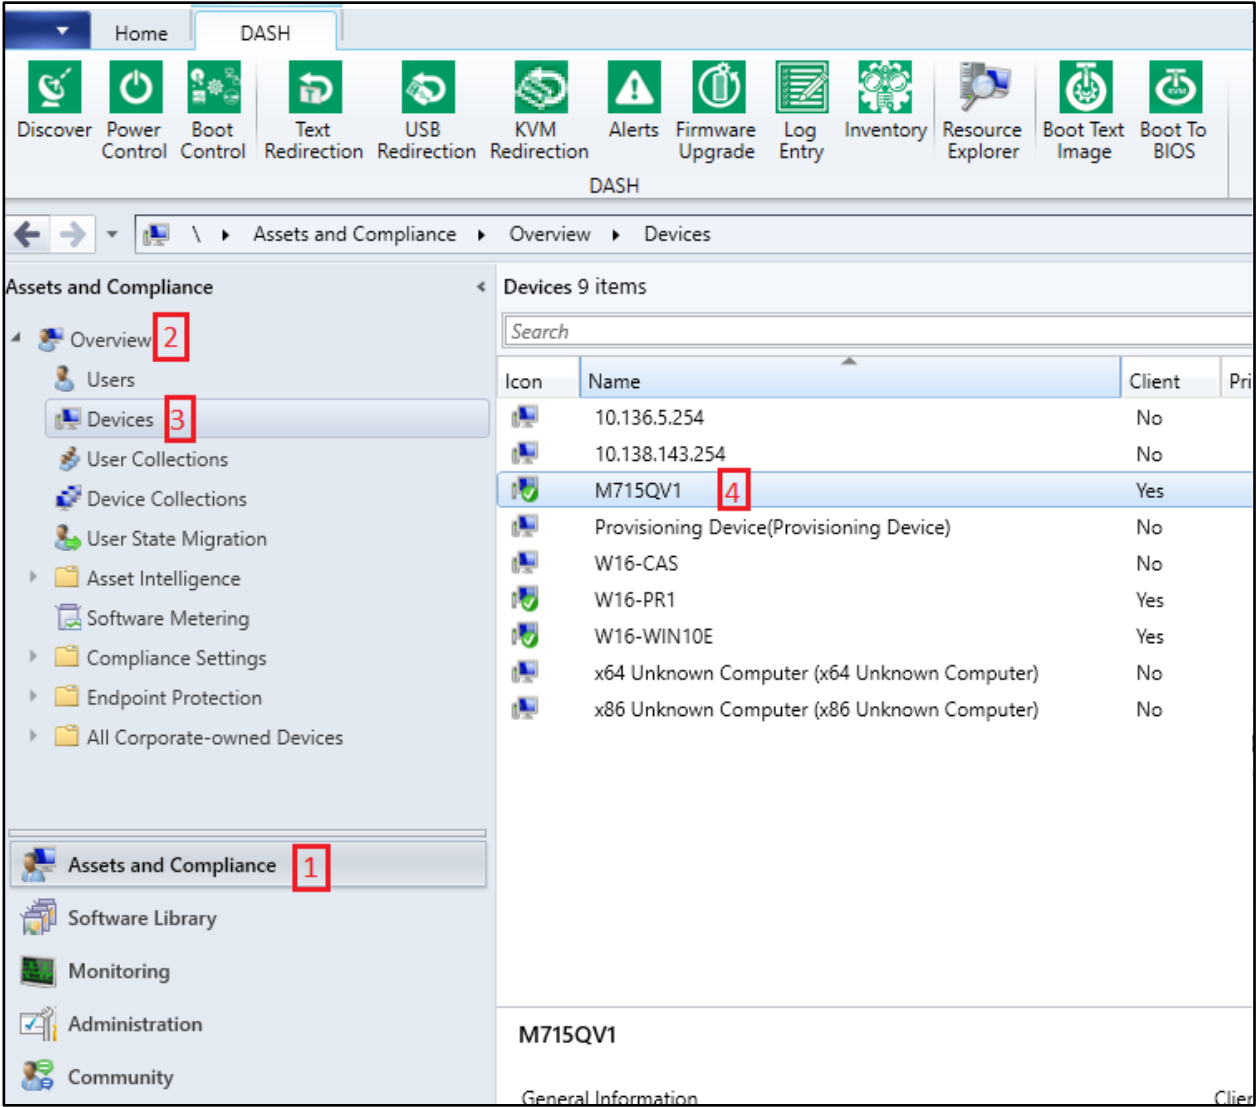 Home DASH
Discover Power Control Boot Control Text Redirection USB Redirection KVM Redirection Alerts Firmware Upgrade Log Entry Inventory Resource Explorer Boot Text Image Boot To BIOS
DASH
\ Assets and Compliance Overview Devices
Assets and Compliance
Overview 2
Users
Devices 3
User Collections
Device Collections
User State Migration
Asset Intelligence
Software Metering
Compliance Settings
Endpoint Protection
All Corporate-owned Devices
Assets and Compliance 1
Software Library
Monitoring
Administration
Community
Devices 9 items
Search
Icon Name Client Pri
10.136.5.254 No
10.138.143.254 No
M715QV1 4 Yes
Provisioning Device(Provisioning Device) No
W16-CAS No
W16-PR1 Yes
W16-WIN10E Yes
x64 Unknown Computer (x64 Unknown Computer) No
x86 Unknown Computer (x86 Unknown Computer) No
M715QV1
General Information Clien